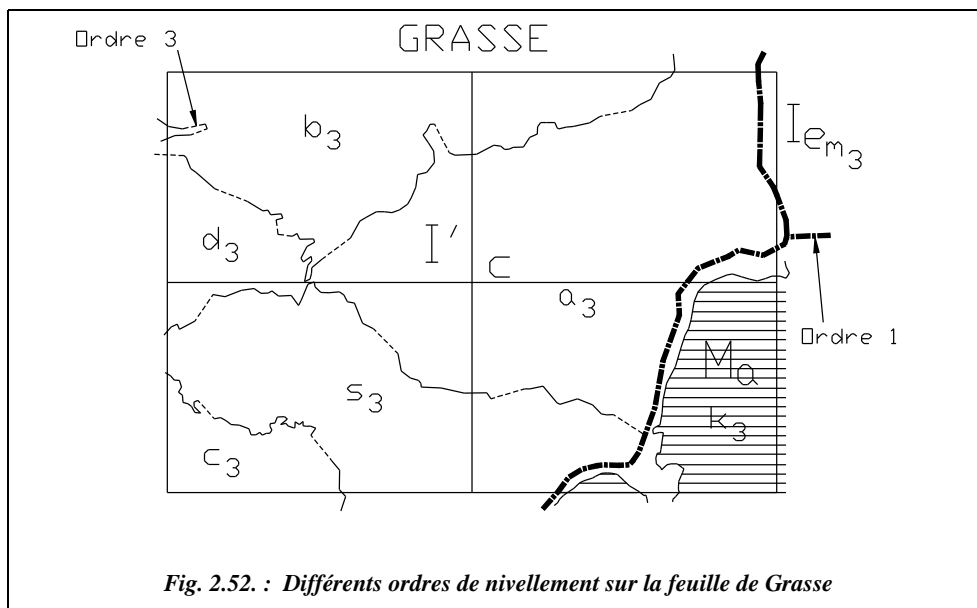 GRASSE
Ordre 3
b3
Iem3
d3
I'
C
a3
Ordre 1
Ma
s3
k3
c3
Fig. 2.52. : Différents ordres de nivellement sur la feuille de Grasse